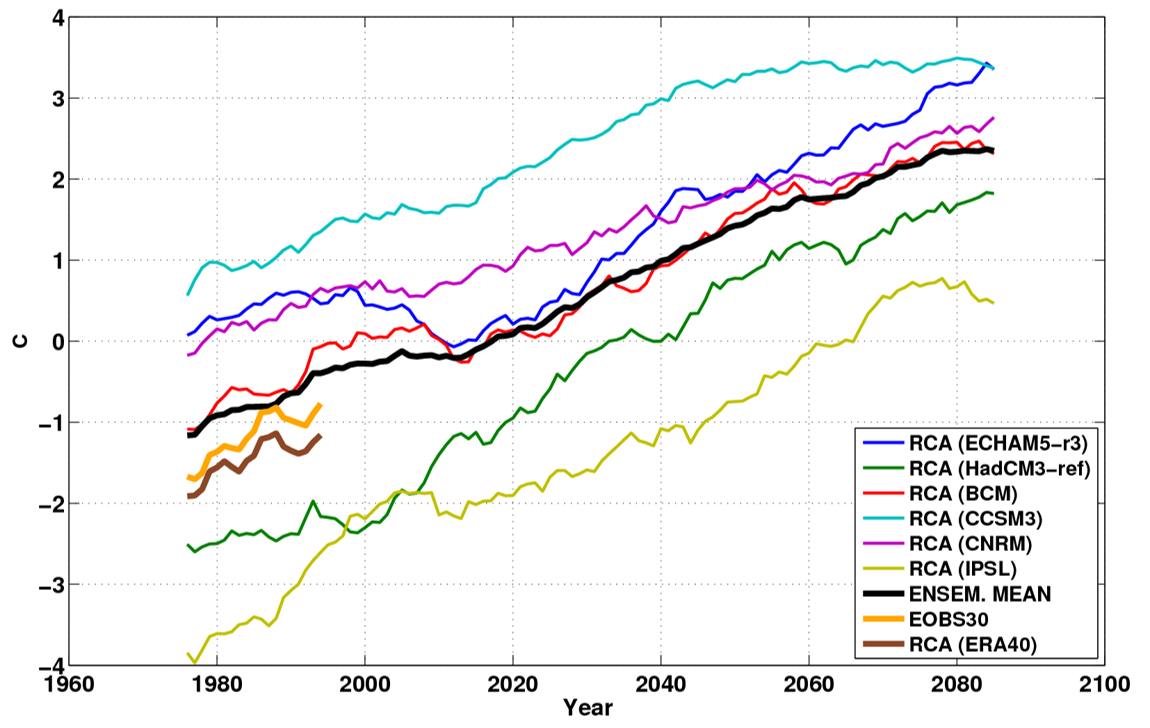 4
3
2
1
0
−1
−2
−3
−4
C
1960 1980 2000 2020 2040 2060 2080 2100
Year
RCA (ECHAM5−r3)
RCA (HadCM3−ref)
RCA (BCM)
RCA (CCSM3)
RCA (CNRM)
RCA (IPSL)
ENSEM. MEAN
EOBS30
RCA (ERA40)